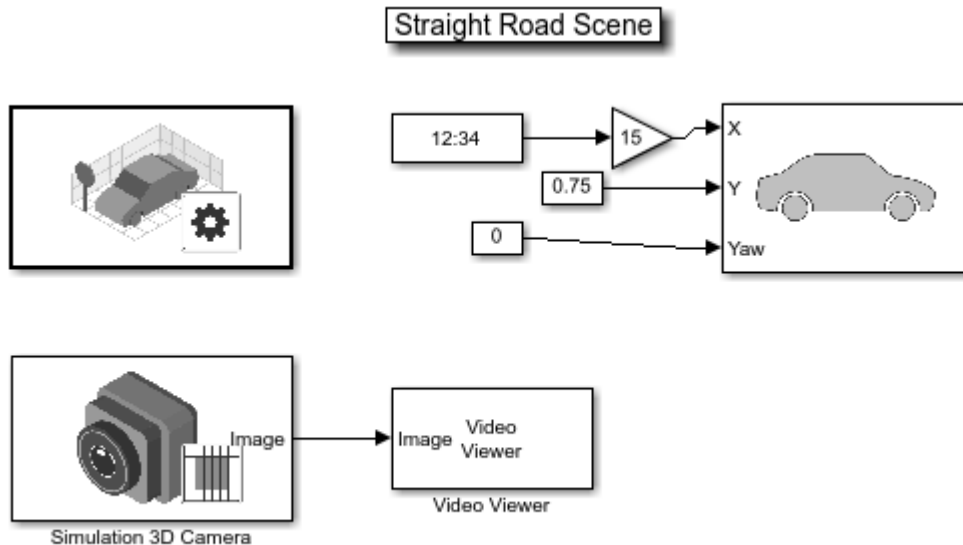 Straight Road Scene
12:34
15
X
0.75
Y
0
Yaw
Image
Image
Video
Viewer
Simulation 3D Camera
Video Viewer